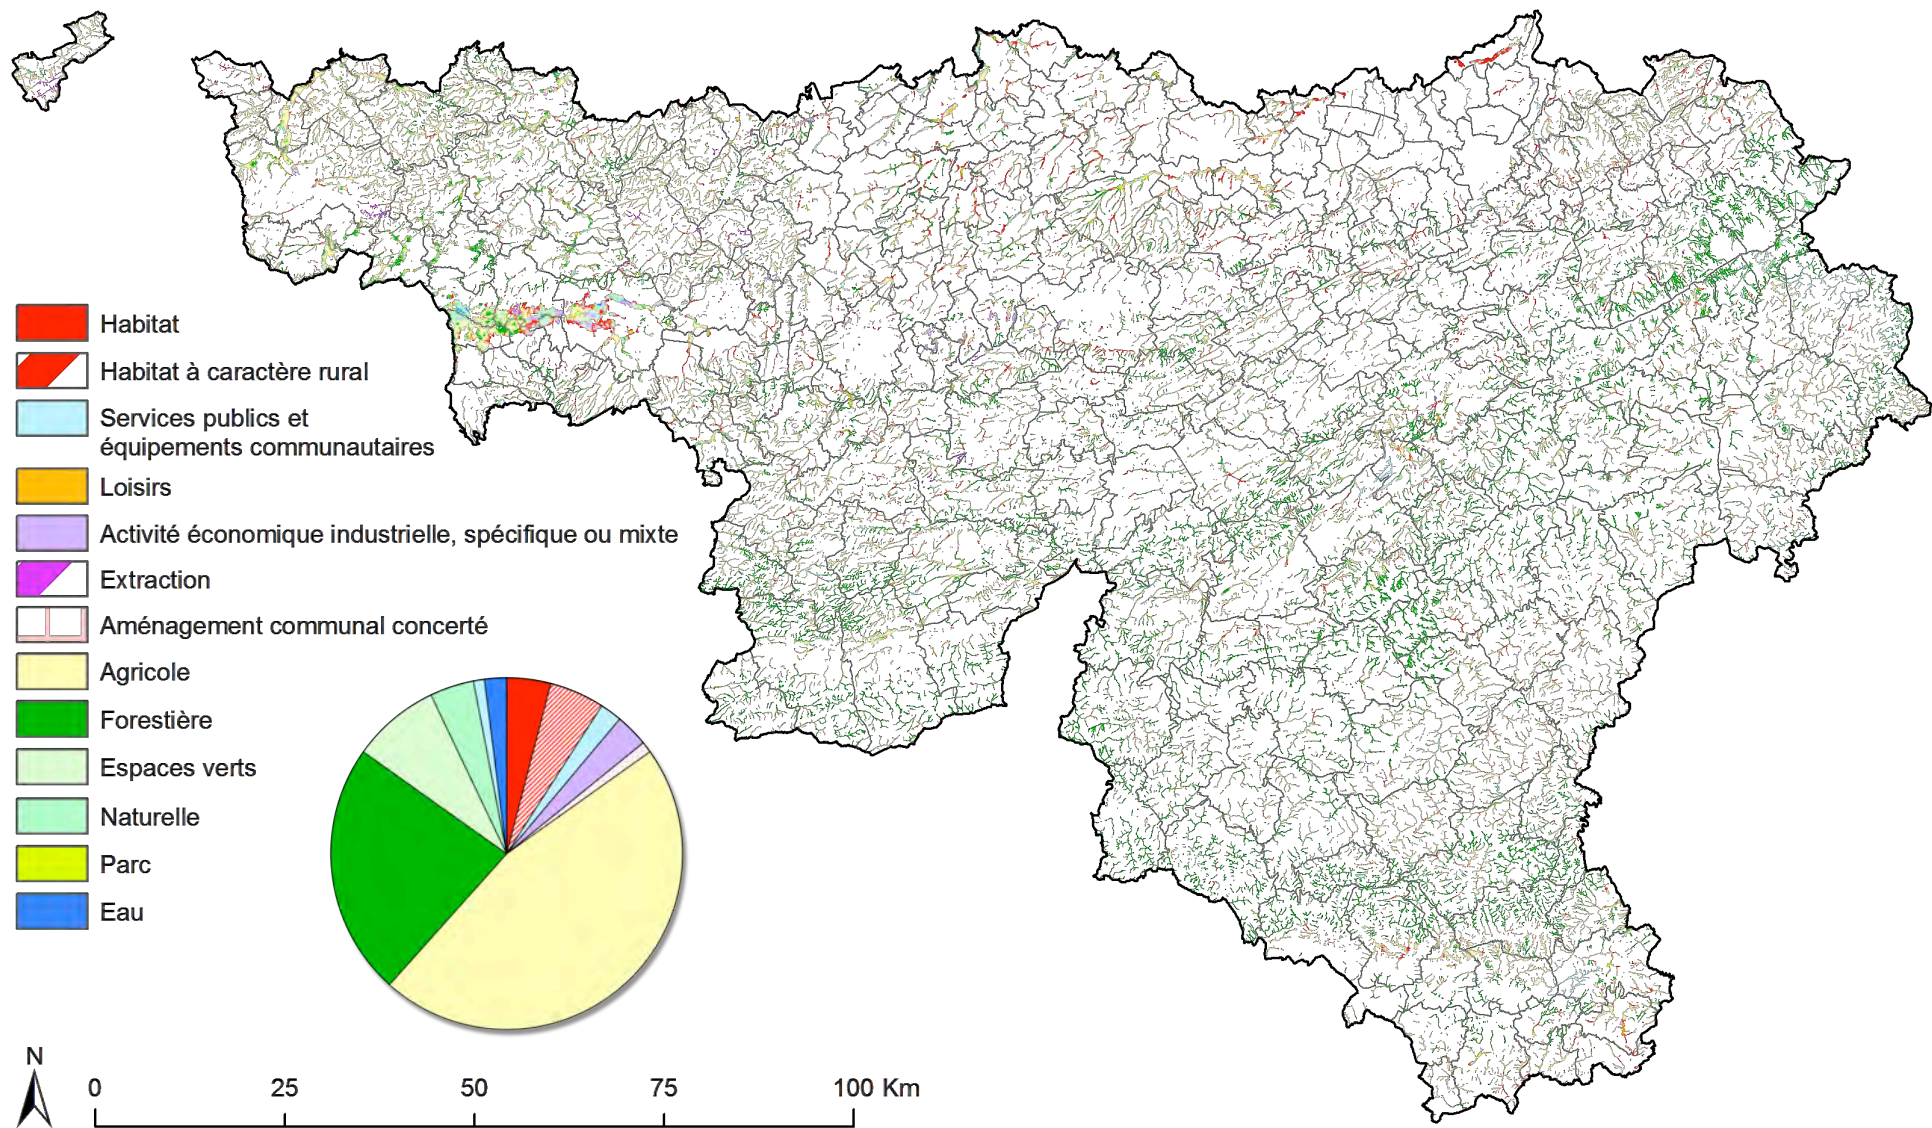 Habitat
Habitat à caractère rural
Services publics et
équipements communautaires
Loisirs
Activité économique industrielle, spécifique ou mixte
Extraction
Aménagement communal concerté
Agricole
Forestière
Espaces verts
Naturelle
Parc
Eau
N
0 25 50 75 100 Km